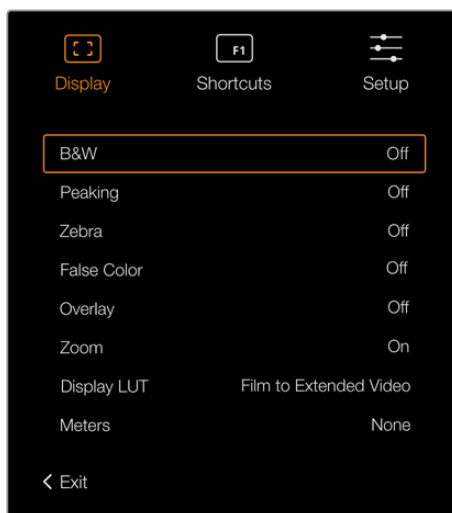 F1
Display Shortcuts Setup
B&W Off
Peaking Off
Zebra Off
False Color Off
Overlay Off
Zoom On
Display LUT Film to Extended Video
Meters None
Exit